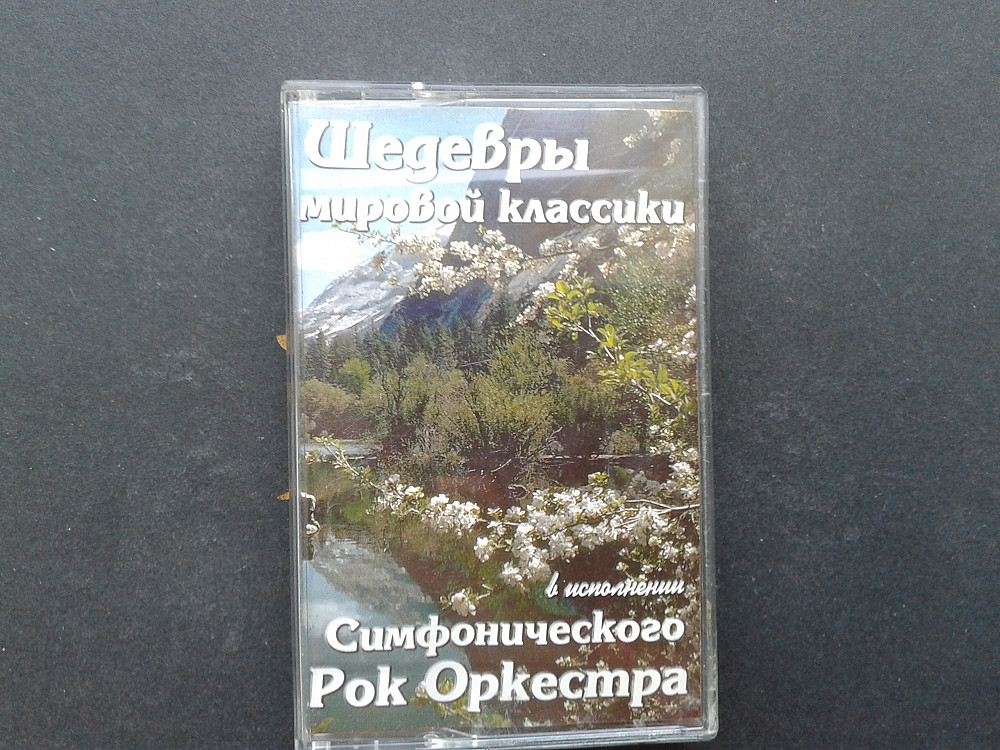 Шедевры
мировой классики
в исполнении
Симфонического
Рок Оркестра